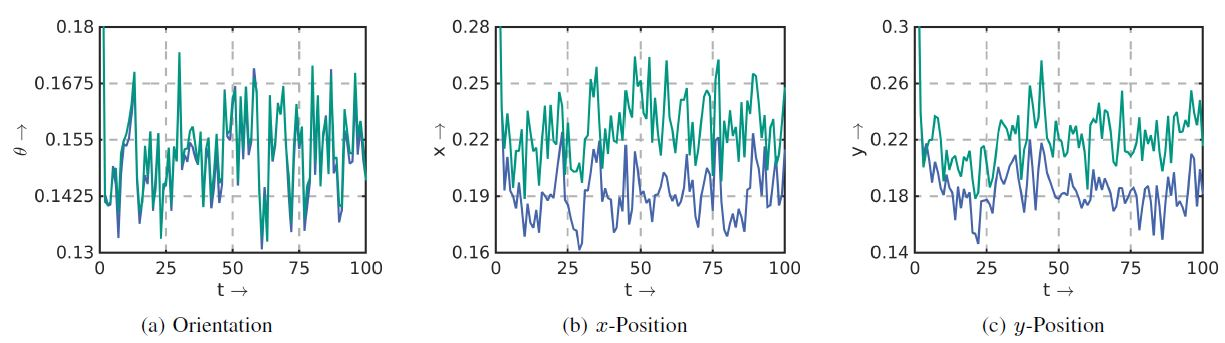 0.18 0.28 0.3
0.1675 0.25 0.26
θ → 0.155 x → 0.22 y → 0.22
0.1425 0.19 0.18
0.13 0.16 0.14
0 25 50 75 100 0 25 50 75 100 0 25 50 75 100
t → t → t →
(a) Orientation (b) x-Position (c) y-Position